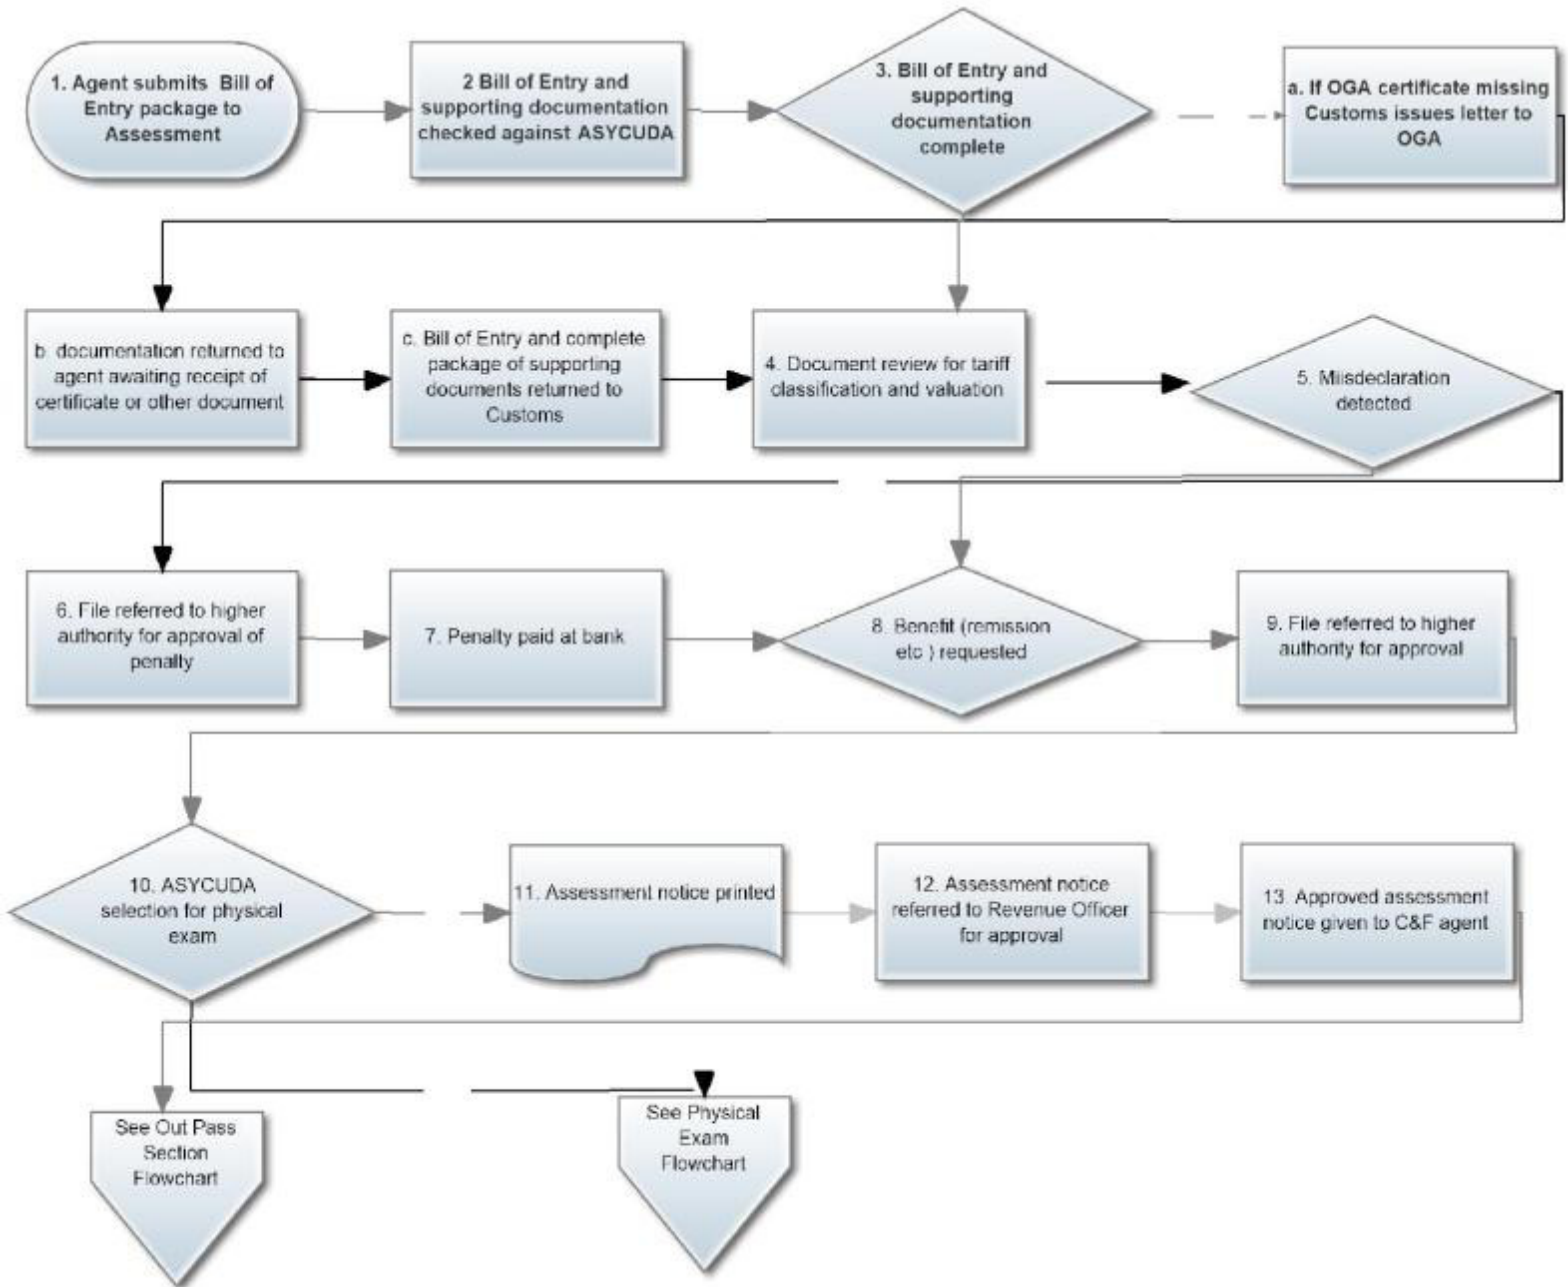 1. Agent submits Bill of
Entry package to
Assessment
2 Bill of Entry and
supporting documentation
checked against ASYCUDA
3. Bill of Entry and
supporting
documentation
complete
a. If OGA certificate missing
Customs issues letter to
OGA
b documentation returned to
agent awaiting receipt of
certificate or other document
c. Bill of Entry and complete
package of supporting
documents returned to
Customs
4. Document review for tariff
classification and valuation
5. Miisdeclaration
detected
6. File referred to higher
authority for approval of
penalty
7. Penalty paid at bank
8. Benefit (remission
etc ) requested
9. File referred to higher
authority for approval
10. ASYCUDA
selection for physical
exam
11. Assessment notice printed
12. Assessment notice
referred to Revenue Officer
for approval
13. Approved assessment
notice given to C&F agent
See Out Pass
Section
Flowchart
See Physical
Exam
Flowchart